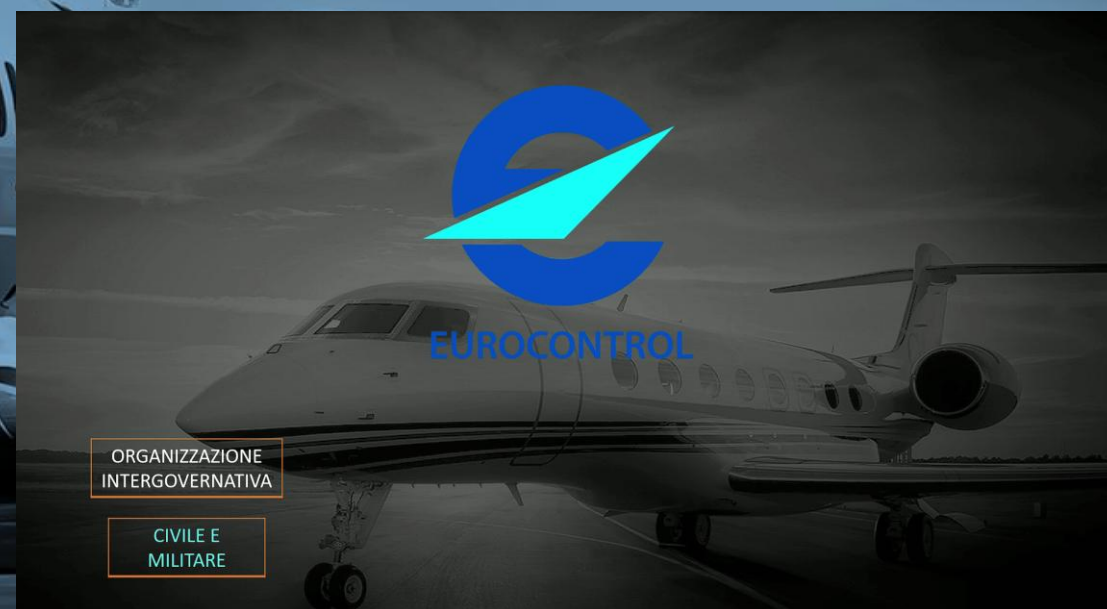 EUROCONTROL
ORGANIZZAZIONE
INTERGOVERNATIVA
CIVILE E
MILITARE